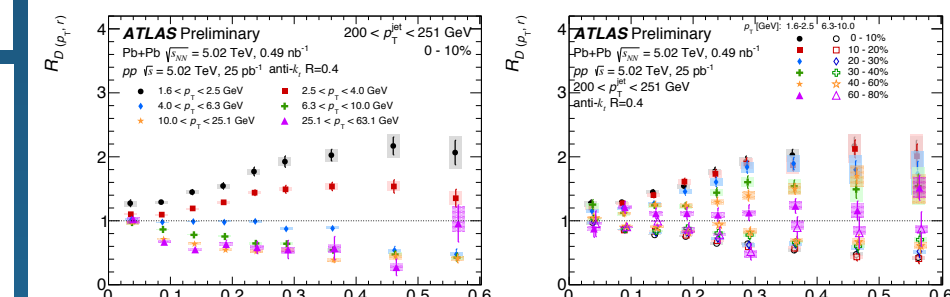 ATLAS Preliminary
200 < p_T^jet < 251 GeV
Pb+Pb √s_NN = 5.02 TeV, 0.49 nb⁻¹
0 - 10%
pp √s = 5.02 TeV, 25 pb⁻¹ anti-k_t R=0.4
1.6 < p_T < 2.5 GeV
2.5 < p_T < 4.0 GeV
4.0 < p_T < 6.3 GeV
6.3 < p_T < 10.0 GeV
10.0 < p_T < 25.1 GeV
25.1 < p_T < 63.1 GeV
R_D (p_T, r)
4
3
2
1
0
0 0.1 0.2 0.3 0.4 0.5 0.6
ATLAS Preliminary
p_T [GeV]: 1.6-2.5 6.3-10.0
Pb+Pb √s_NN = 5.02 TeV, 0.49 nb⁻¹
pp √s = 5.02 TeV, 25 pb⁻¹
200 < p_T^jet < 251 GeV
anti-k_t R=0.4
0 - 10%
10 - 20%
20 - 30%
30 - 40%
40 - 60%
60 - 80%
R_D (p_T, r)
4
3
2
1
0
0 0.1 0.2 0.3 0.4 0.5 0.6